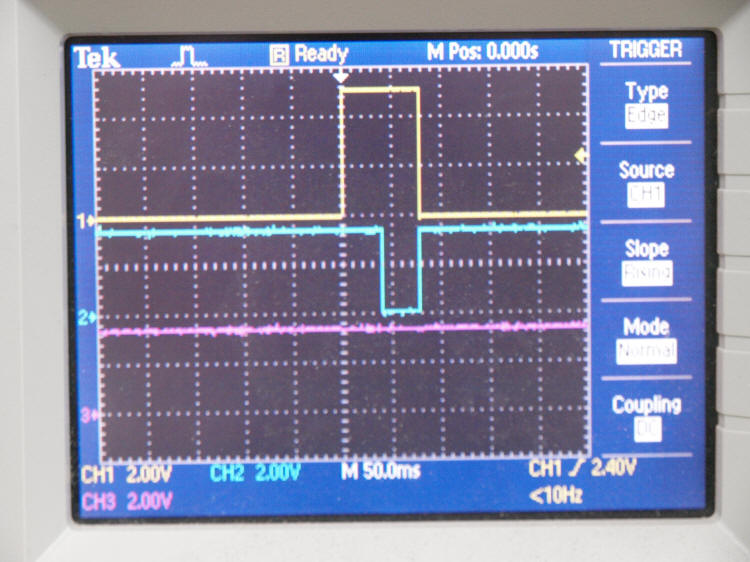 Tek R Ready M Pos: 0.000s TRIGGER
Type
Edge
Source
CH1
Slope
Rising
Mode
Normal
Coupling
DC
1
2
3
CH1 2.00V CH2 2.00V M 50.0ms CH1 2.40V
CH3 2.00V <10Hz